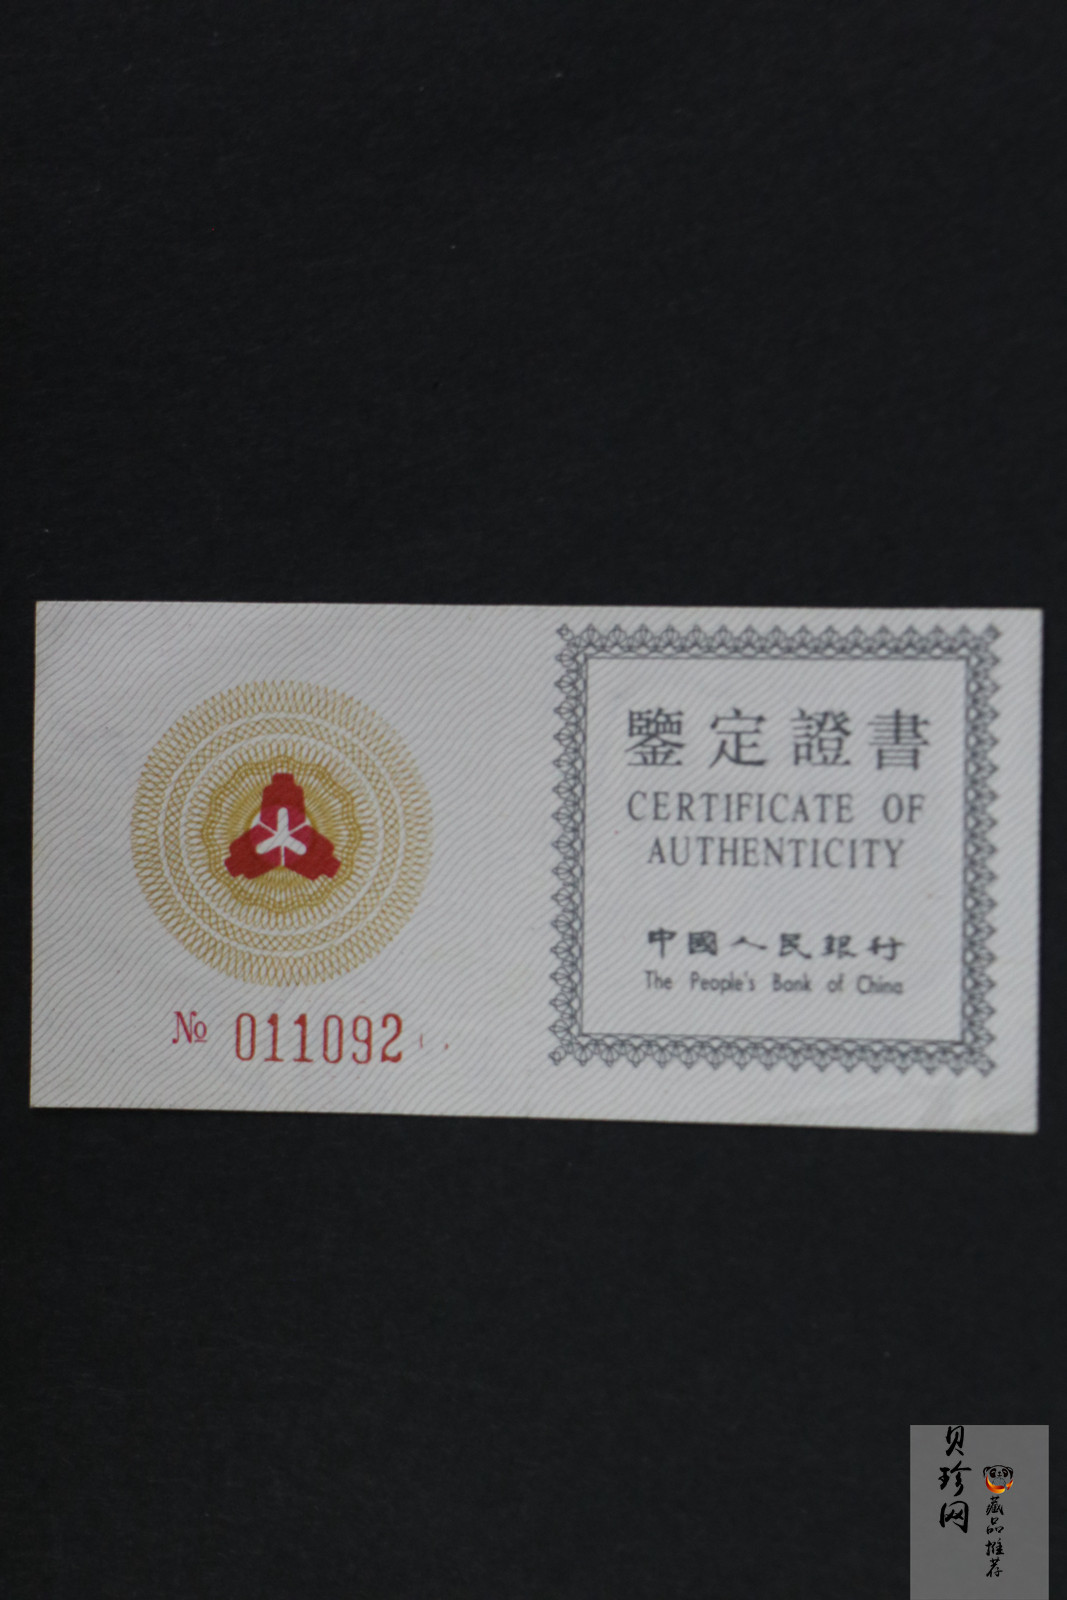 № 011092
鑒定證書
CERTIFICATE OF
AUTHENTICITY
中國人民銀行
The People's Bank of China
贝珍网
藏品推荐